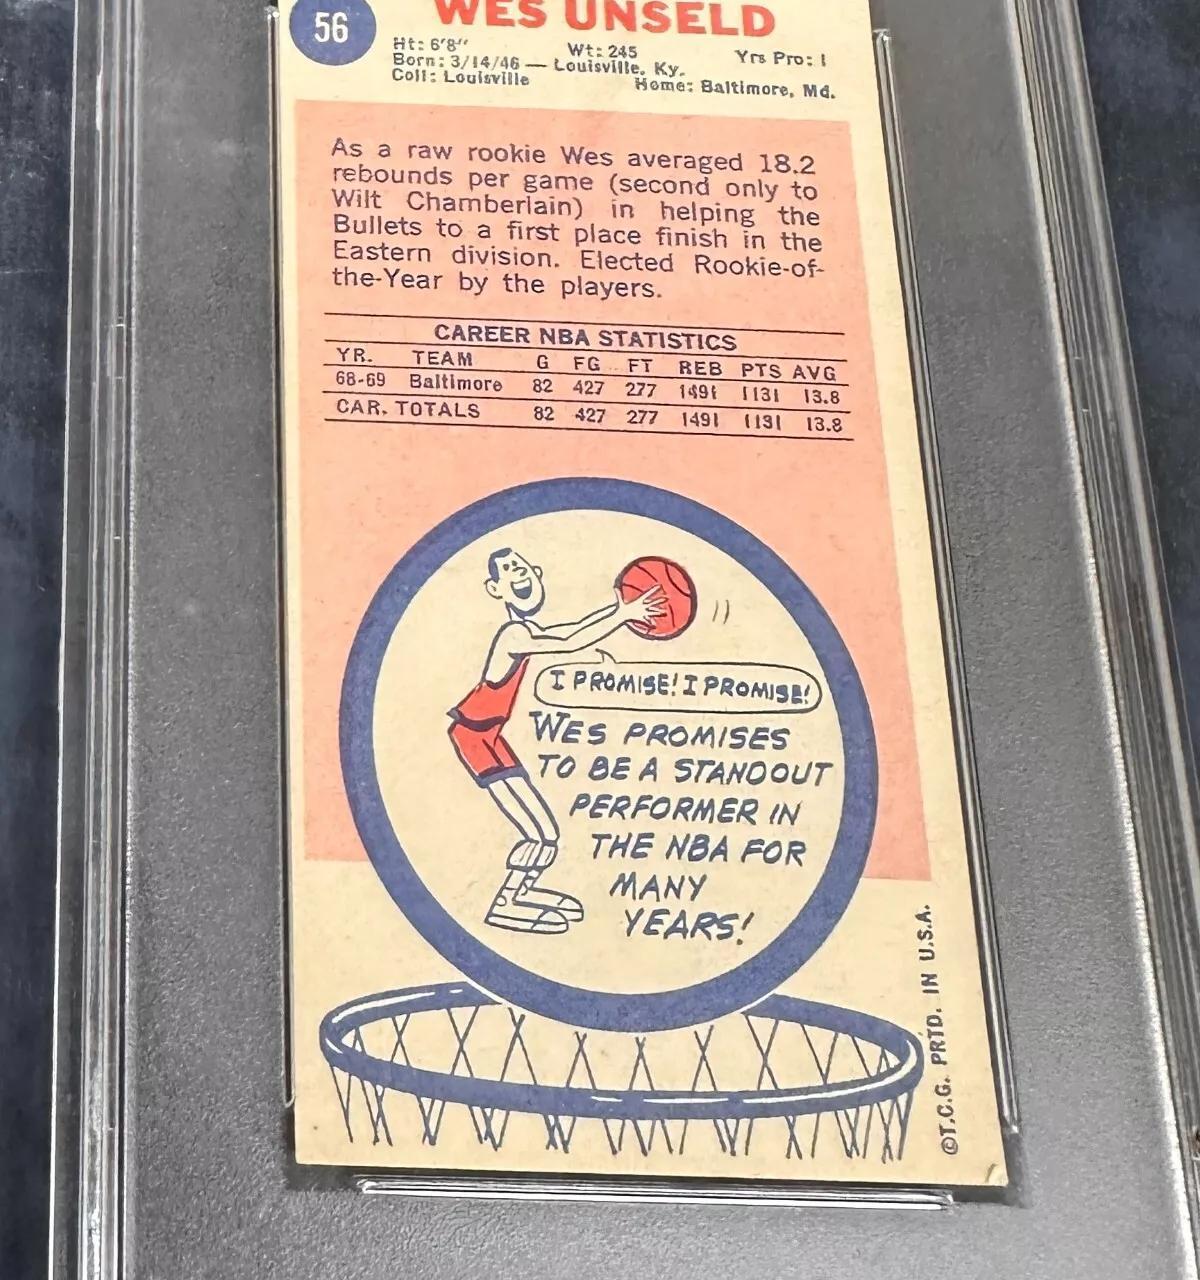 56
WES UNSELD
Ht: 6'8" Wt: 245 Yrs Pro: 1
Born: 3/14/46 — Louisville, Ky.
Coll: Louisville Home: Baltimore, Md.
As a raw rookie Wes averaged 18.2
rebounds per game (second only to
Wilt Chamberlain) in helping the
Bullets to a first place finish in the
Eastern division. Elected Rookie-of-
the-Year by the players.
CAREER NBA STATISTICS
YR. TEAM G FG FT REB PTS AVG
68-69 Baltimore 82 427 277 1491 1131 13.8
CAR. TOTALS 82 427 277 1491 1131 13.8
I PROMISE! I PROMISE!
WES PROMISES
TO BE A STANDOUT
PERFORMER IN
THE NBA FOR
MANY
YEARS!
©T.C.G. PRTD. IN U.S.A.